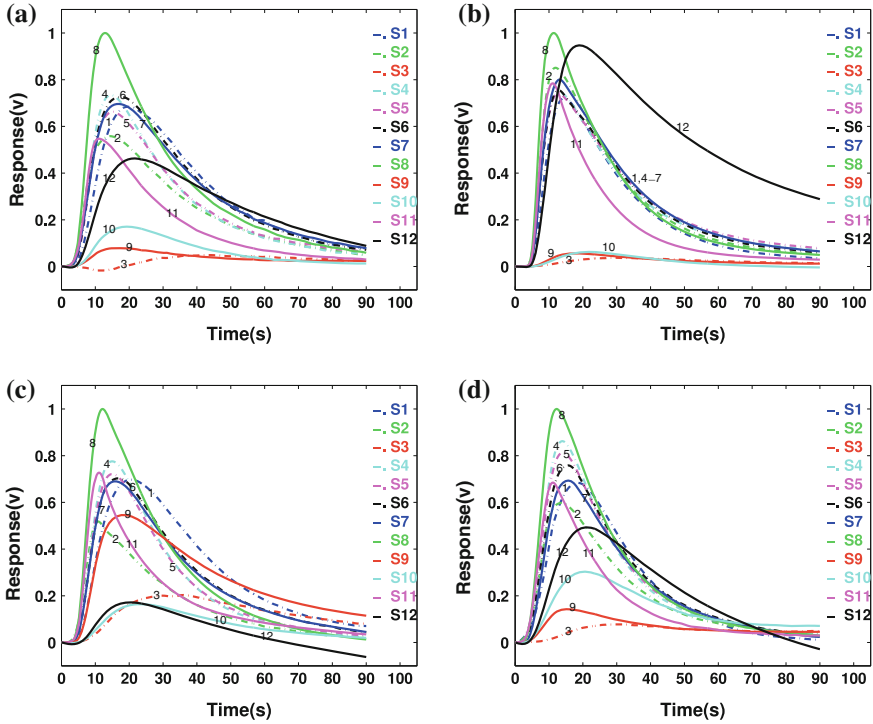 (a)
1
0.8
0.6
0.4
0.2
0
Response(v)
0 10 20 30 40 50 60 70 80 90 100
Time(s)
8
4 6
1 5 7
2
12
11
10
9
3
S1
S2
S3
S4
S5
S6
S7
S8
S9
S10
S11
S12
(b)
1
0.8
0.6
0.4
0.2
0
Response(v)
0 10 20 30 40 50 60 70 80 90 100
Time(s)
8
2
12
11
1,4−7
9
10
3
S1
S2
S3
S4
S5
S6
S7
S8
S9
S10
S11
S12
(c)
1
0.8
0.6
0.4
0.2
0
Response(v)
0 10 20 30 40 50 60 70 80 90 100
Time(s)
8
4
6 1
7 9
2 11
5
3
10
12
S1
S2
S3
S4
S5
S6
S7
S8
S9
S10
S11
S12
(d)
1
0.8
0.6
0.4
0.2
0
Response(v)
0 10 20 30 40 50 60 70 80 90 100
Time(s)
8
4
5
6
1 7
2
12 11
10
9
3
S1
S2
S3
S4
S5
S6
S7
S8
S9
S10
S11
S12